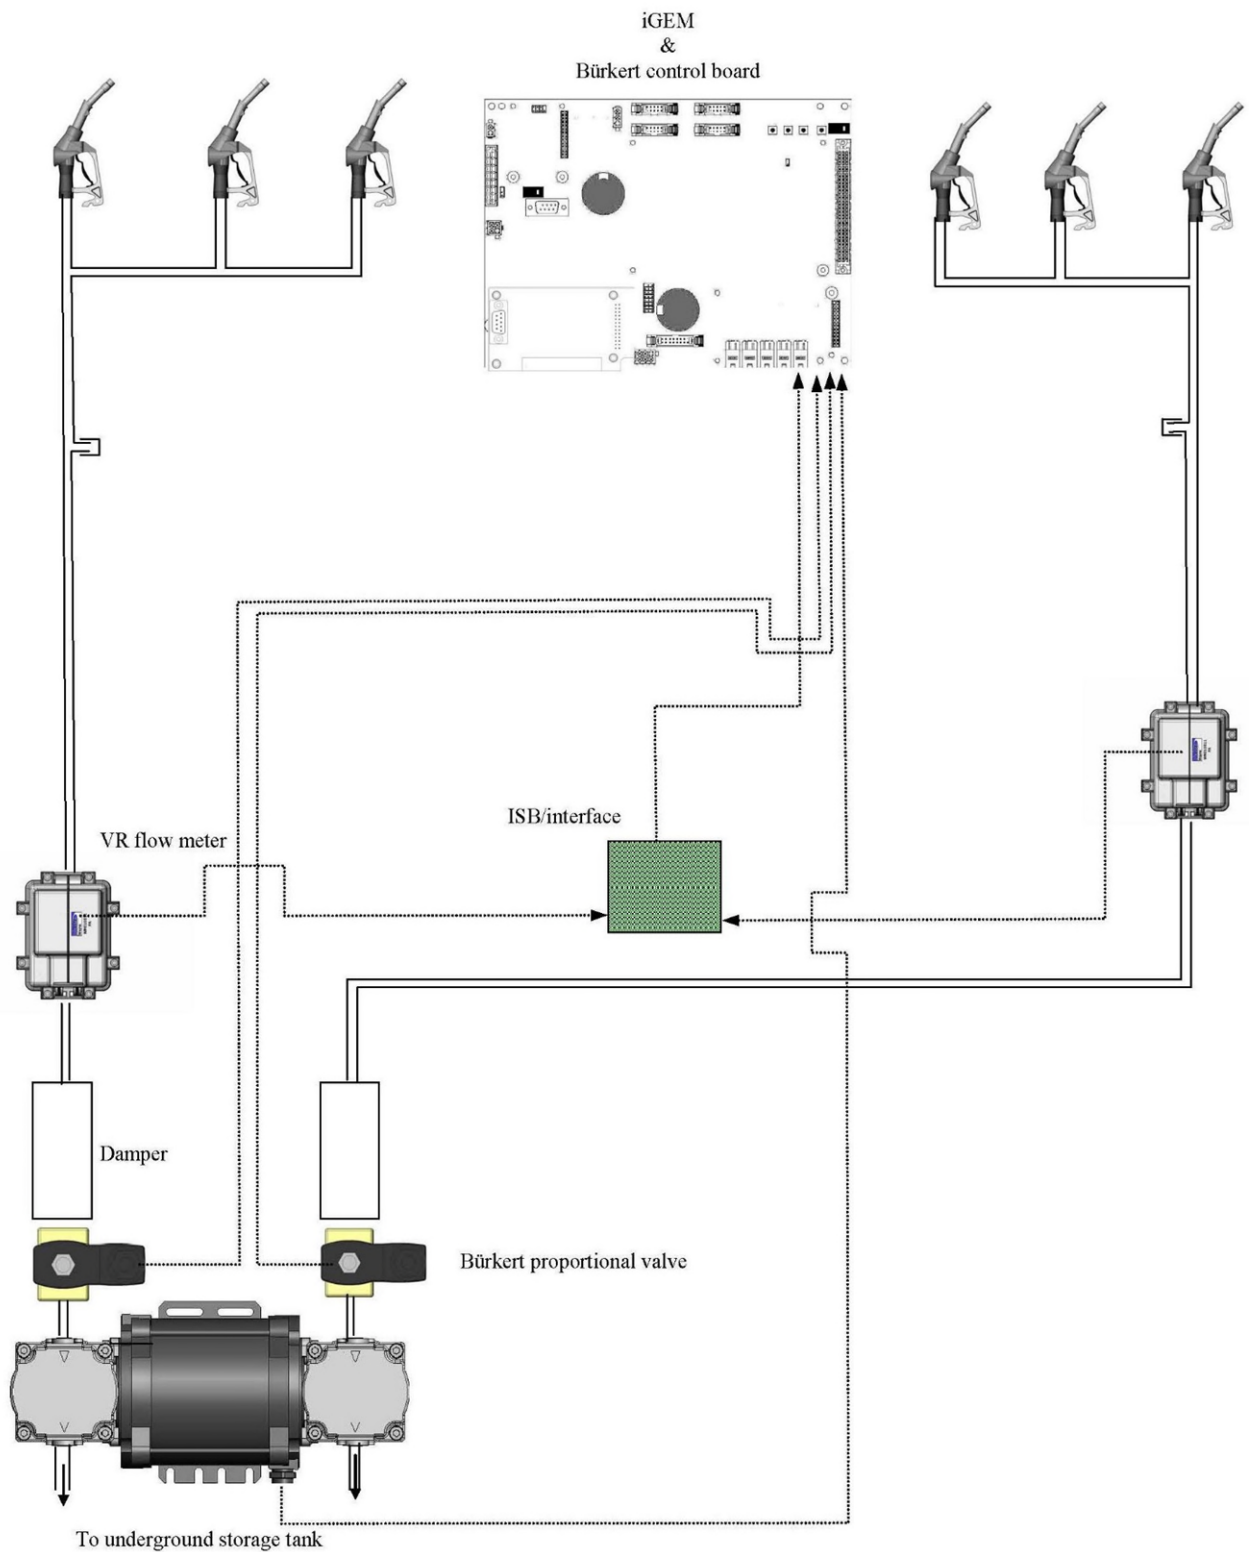 iGEM
&
Bürkert control board
ISB/interface
VR flow meter
Damper
Bürkert proportional valve
To underground storage tank